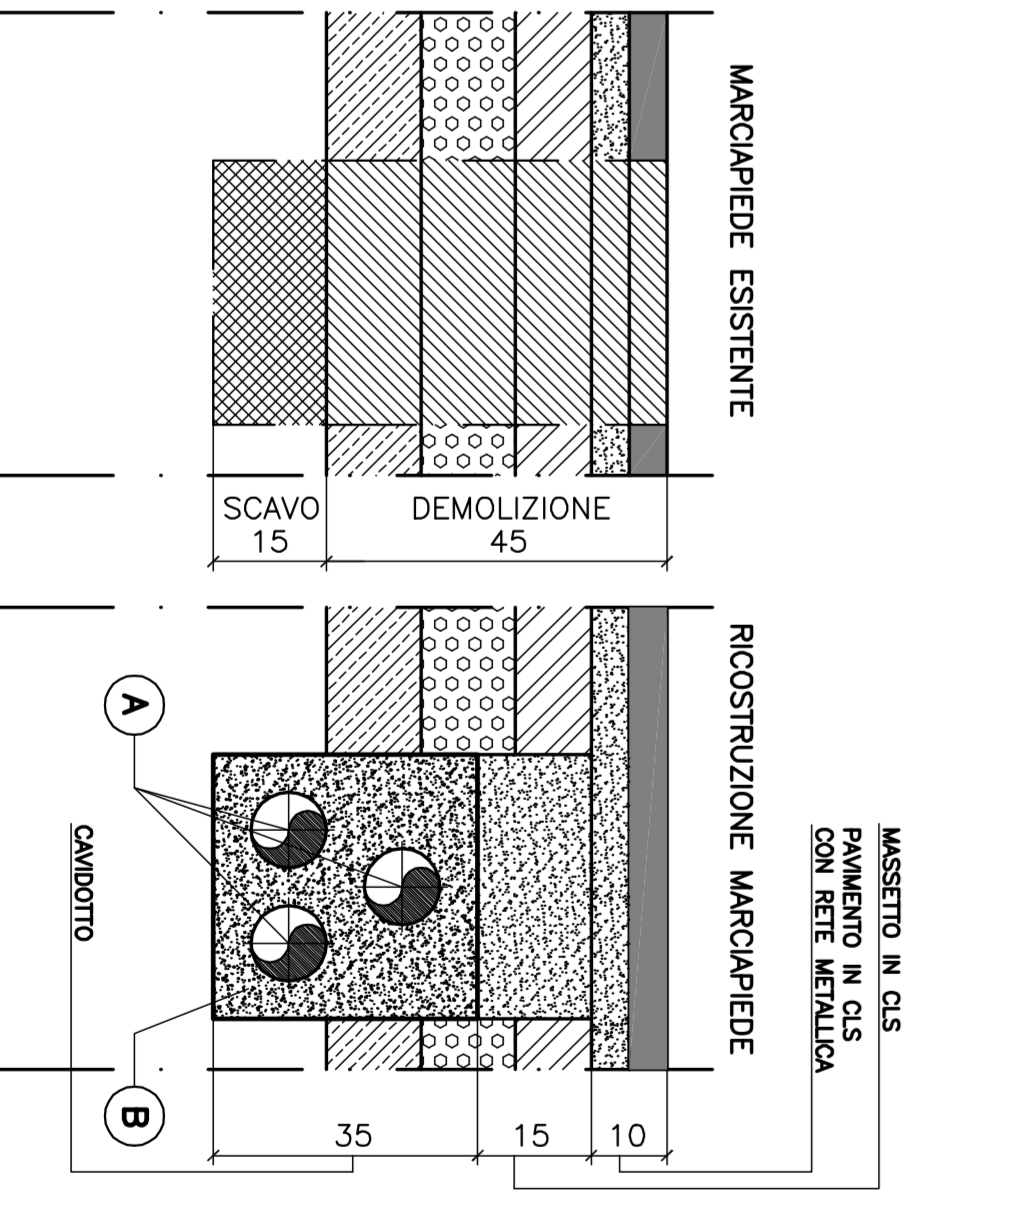 MARCIAPIEDE ESISTENTE
SCAVO
15
DEMOLIZIONE
45
RICOSTRUZIONE MARCIAPIEDE
MASSETTO IN CLS
PAVIMENTO IN CLS
CON RETE METALLICA
CAVIDOTTO
A
B
35
15
10